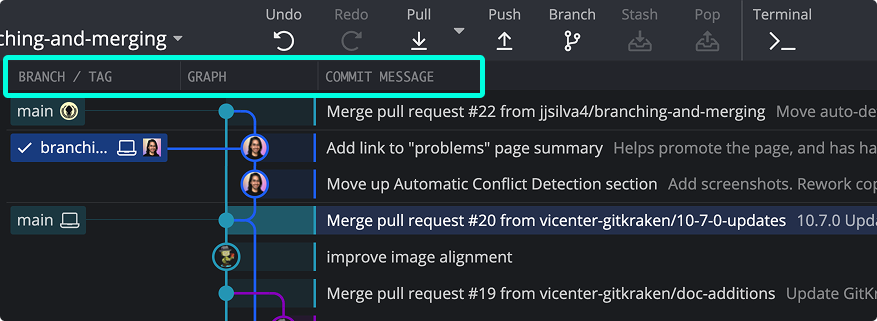 Undo Redo Pull Push Branch Stash Pop Terminal
ching-and-merging
BRANCH / TAG GRAPH COMMIT MESSAGE
main Merge pull request #22 from jjsilva4/branching-and-merging Move auto-de
branchi... Add link to "problems" page summary Helps promote the page, and has ha
Move up Automatic Conflict Detection section Add screenshots. Rework cop
main Merge pull request #20 from vicenter-gitkraken/10-7-0-updates 10.7.0 Upda
improve image alignment
Merge pull request #19 from vicenter-gitkraken/doc-additions Update GitKr